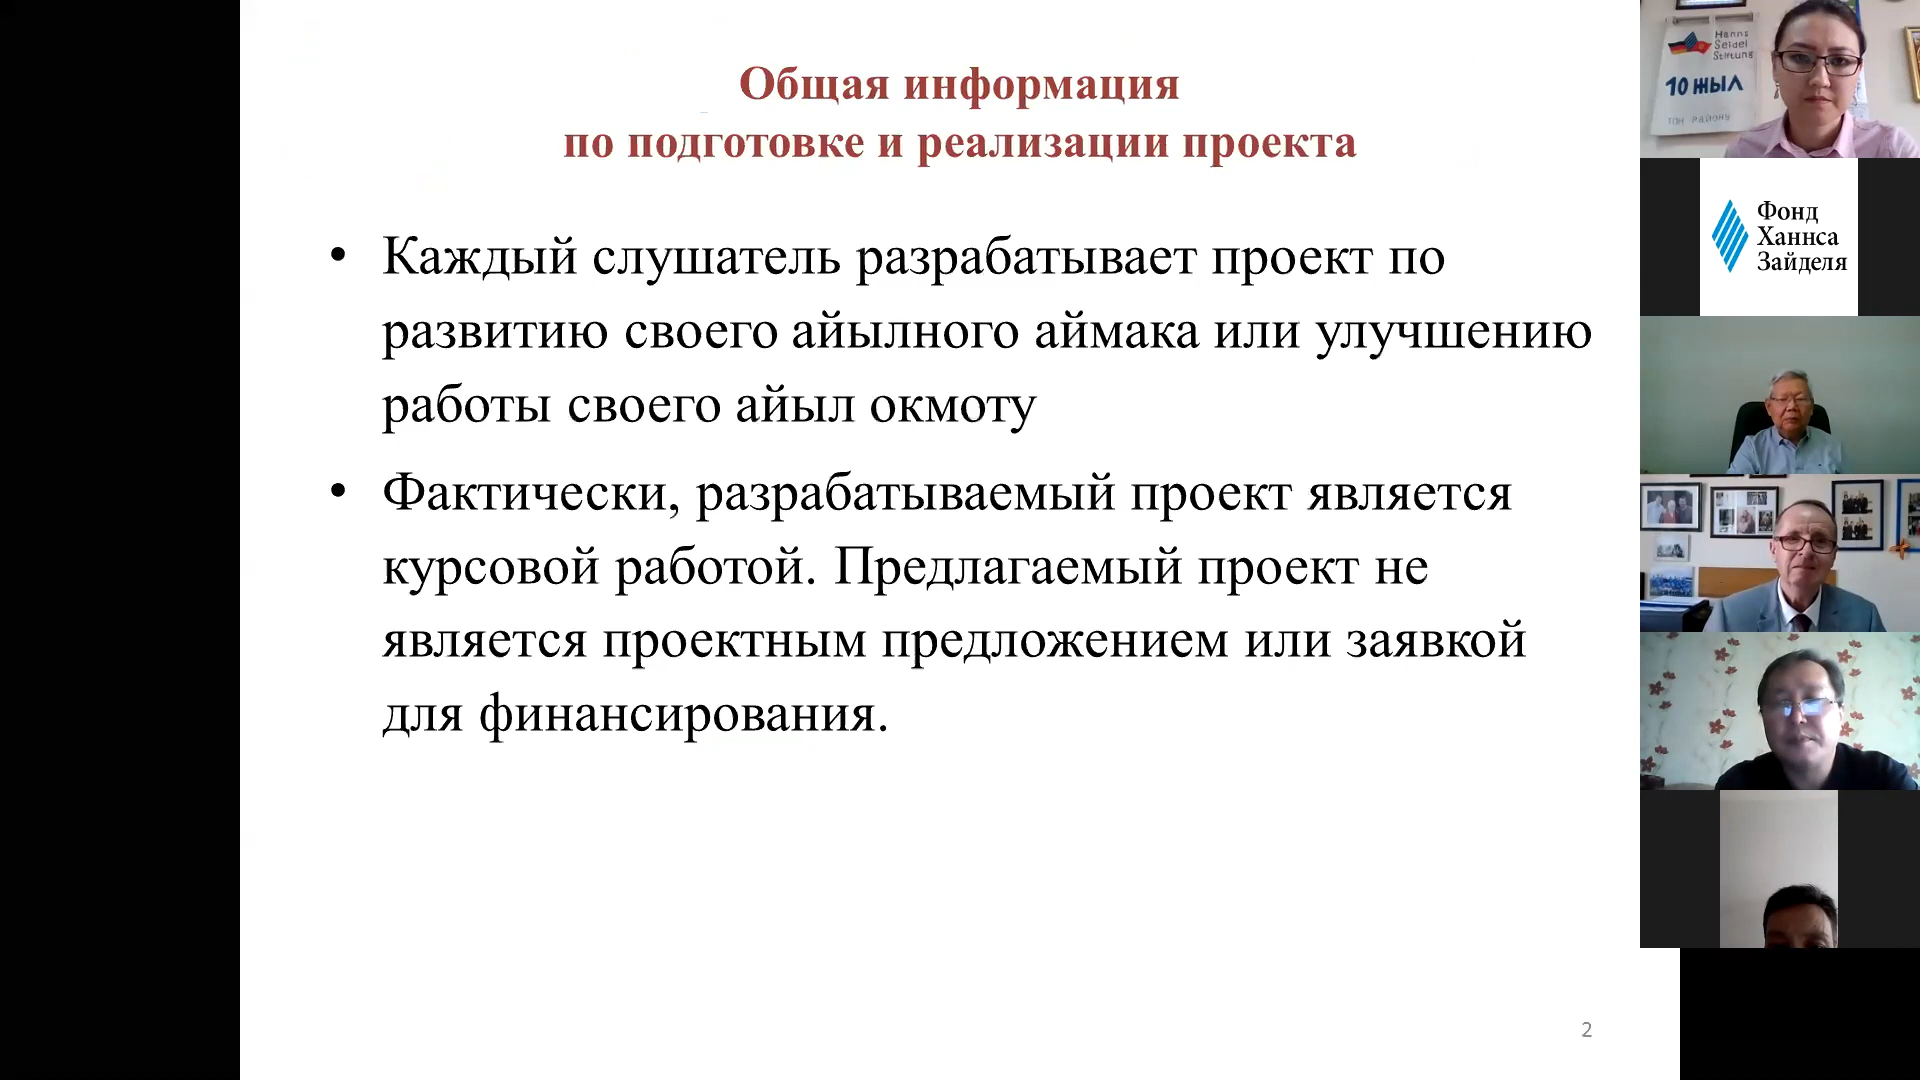 Общая информация
по подготовке и реализации проекта
• Каждый слушатель разрабатывает проект по
развитию своего айылного аймака или улучшению
работы своего айыл окмоту
• Фактически, разрабатываемый проект является
курсовой работой. Предлагаемый проект не
является проектным предложением или заявкой
для финансирования.
2
Hanns
Seidel
Stiftung
10 ЖЫЛ
ТОН РАЙОНУ
Фонд
Ханнса
Зайделя